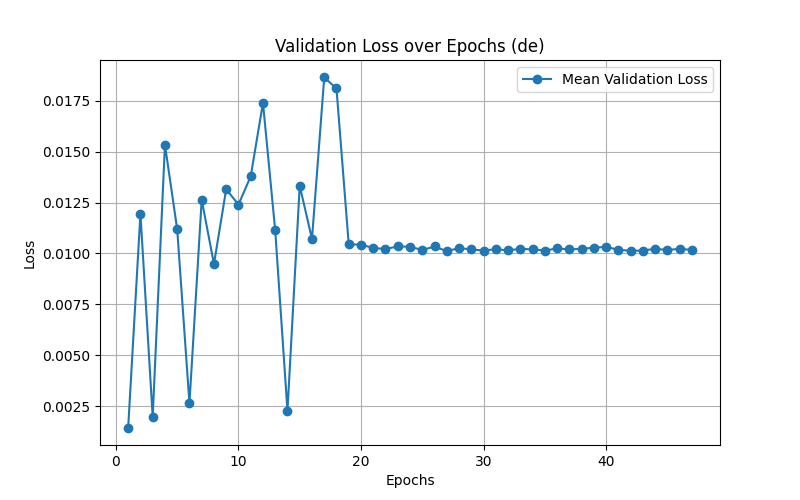 Validation Loss over Epochs (de)
Mean Validation Loss
Loss
0.0175
0.0150
0.0125
0.0100
0.0075
0.0050
0.0025
0 10 20 30 40
Epochs